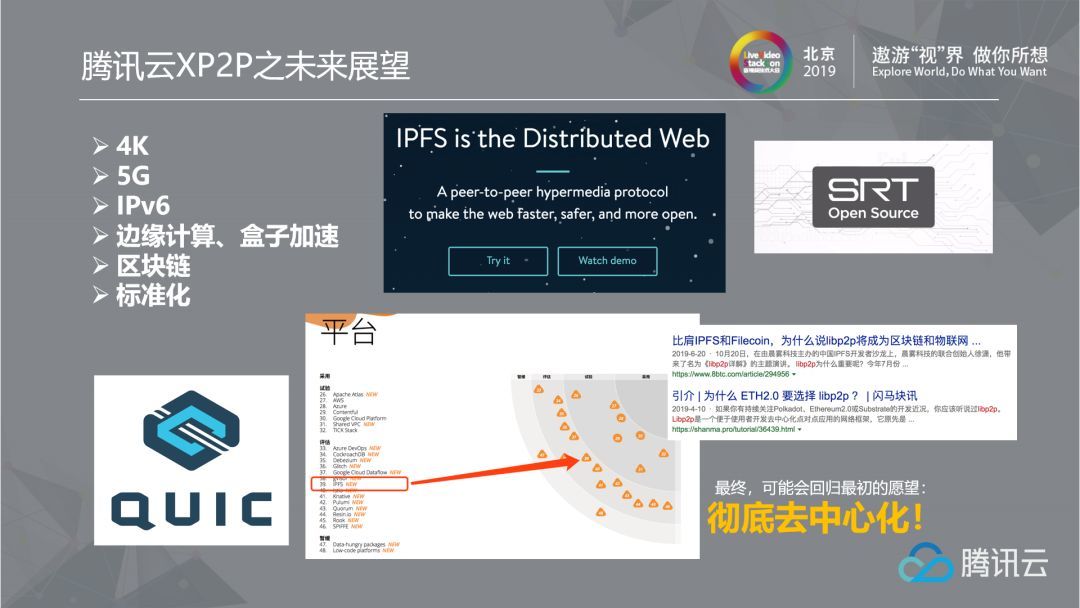 腾讯云XP2P之未来展望
Live Video
Stack on
音视频技术大会
北京
2019
遨游“视”界 做你所想
Explore World, Do What You Want
4K
5G
IPv6
边缘计算、盒子加速
区块链
标准化
IPFS is the Distributed Web
A peer-to-peer hypermedia protocol
to make the web faster, safer, and more open.
Try it
Watch demo
SRT
Open Source
QUIC
平台
采用
试验
26. Apache Atlas NEW
27. AWS
28. Azure
29. Contentful
30. Google Cloud Platform
31. Shared VPC NEW
32. TICK Stack
评估
33. Azure DevOps NEW
34. CockroachDB NEW
35. Debezium NEW
36. Glitch NEW
37. Google Cloud Dataflow NEW
38. gVisor NEW
39. IPFS NEW
41. Knative NEW
42. Pulumi NEW
43. Quorum NEW
44. Resin.io NEW
45. Rook NEW
46. SPIFFE NEW
暂缓
47. Data-hungry packages NEW
48. Low-code platforms NEW
暂缓
评估
试验
采用
比肩IPFS和Filecoin，为什么说libp2p将成为区块链和物联网 ...
2019-6-20 · 10月20日，在由晨雾科技主办的中国IPFS开发者沙龙上，晨雾科技的联合创始人徐潇，他带
来了名为《libp2p详解》的主题演讲。 libp2p为什么重要呢？今年7月份 ...
https://www.8btc.com/article/294956
引介 | 为什么 ETH2.0 要选择 libp2p？ | 闪马块讯
2019-4-10 · 如果你有持续关注Polkadot、Ethereum2.0或Substrate的开发近况，你应该听说过libp2p。
Libp2p是一个便于使用者开发去中心化点对点应用的网络框架，它原先是 ...
https://shanma.pro/tutorial/36439.html
最终，可能会回归最初的愿望：
彻底去中心化！
腾讯云